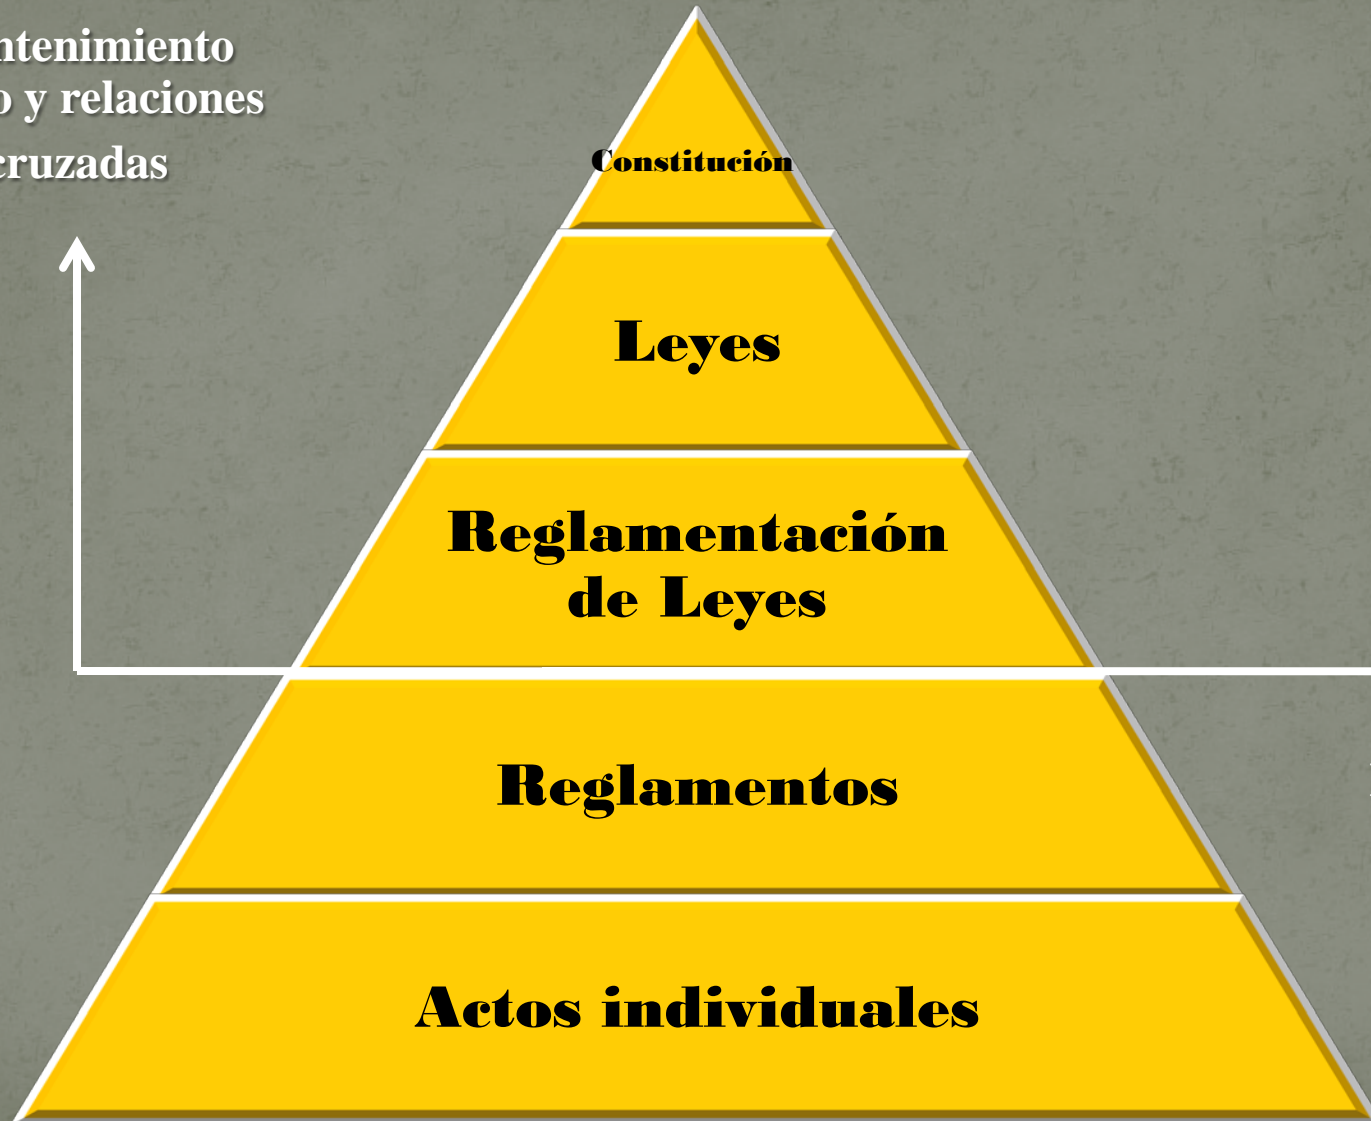 ntenimiento
o y relaciones
cruzadas
Constitución
Leyes
Reglamentación
de Leyes
Reglamentos
Actos individuales